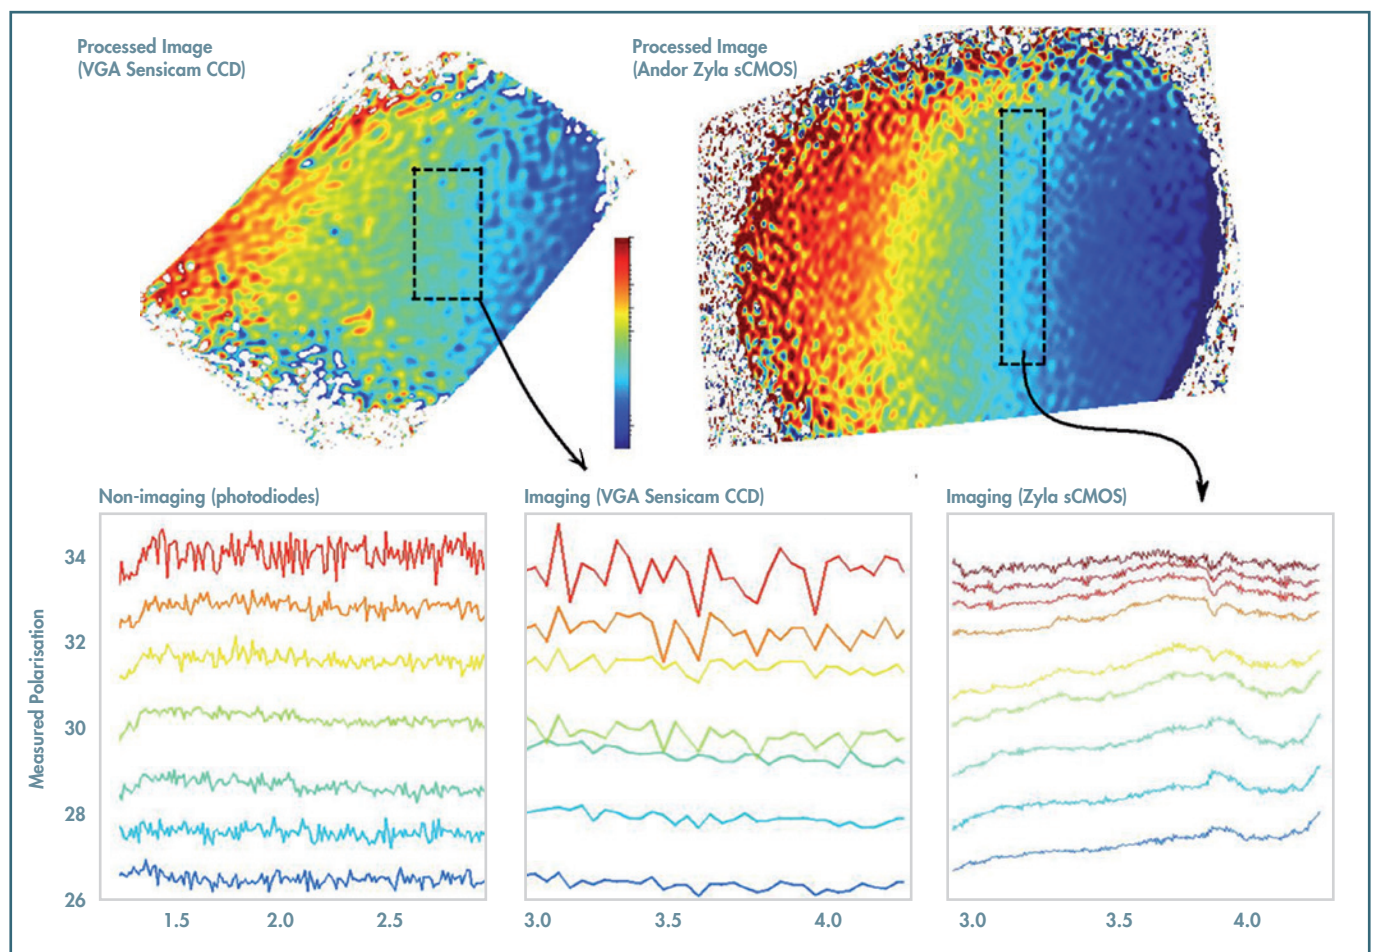 Processed Image
(VGA Sensicam CCD)
Processed Image
(Andor Zyla sCMOS)
Non-imaging (photodiodes)
Imaging (VGA Sensicam CCD)
Imaging (Zyla sCMOS)
Measured Polarisation
34
32
30
28
26
1.5 2.0 2.5
3.0 3.5 4.0
3.0 3.5 4.0